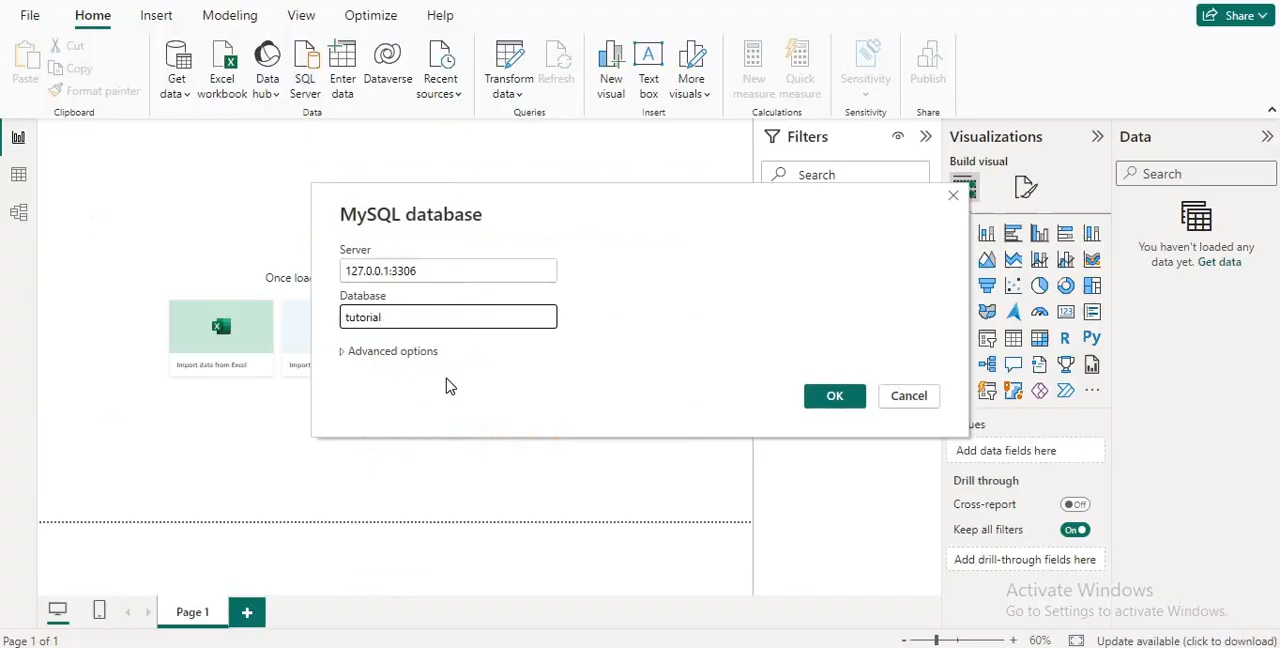 File Home Insert Modeling View Optimize Help Share
Paste Cut Copy Format painter
Get data Excel workbook Data hub SQL Server Enter data Dataverse Recent sources
Transform data Refresh
New visual Text box More visuals
New measure Quick measure
Sensitivity
Publish
Clipboard Data Queries Insert Calculations Sensitivity Share
Filters
Search
Visualizations
Build visual
Data
Search
You haven't loaded any
data yet. Get data
Once loa
Import data from Excel
Import
MySQL database
Server
127.0.0.1:3306
Database
tutorial
Advanced options
OK Cancel
R Py
ues
Add data fields here
Drill through
Cross-report Off
Keep all filters On
Add drill-through fields here
Activate Windows
Go to Settings to activate Windows.
Page 1
Page 1 of 1
60%
Update available (click to download)